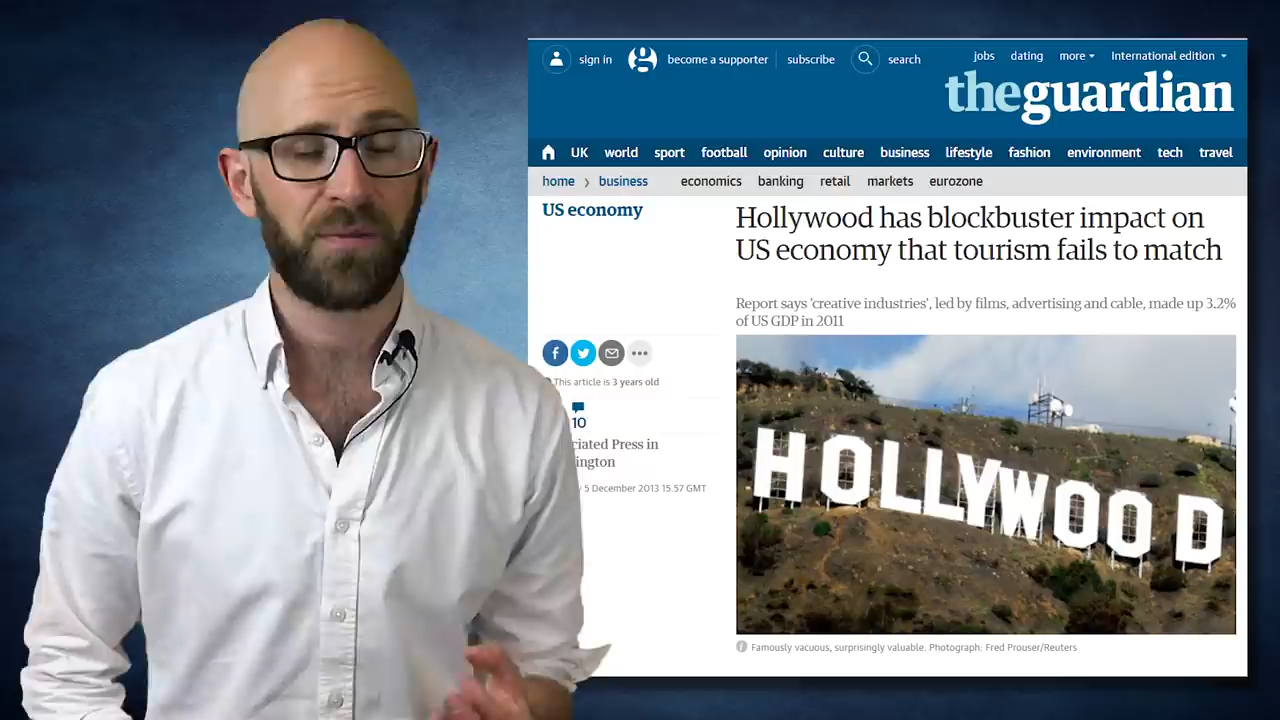 sign in
become a supporter
subscribe
search
jobs
dating
more
International edition
theguardian
UK world sport football opinion culture business lifestyle fashion environment tech travel
home › business economics banking retail markets eurozone
US economy
Hollywood has blockbuster impact on
US economy that tourism fails to match
Report says 'creative industries', led by films, advertising and cable, made up 3.2%
of US GDP in 2011
This article is 3 years old
10
ciated Press in
ington
5 December 2013 15.57 GMT
HOLLYWOOD
Famously vacuous, surprisingly valuable. Photograph: Fred Prouser/Reuters